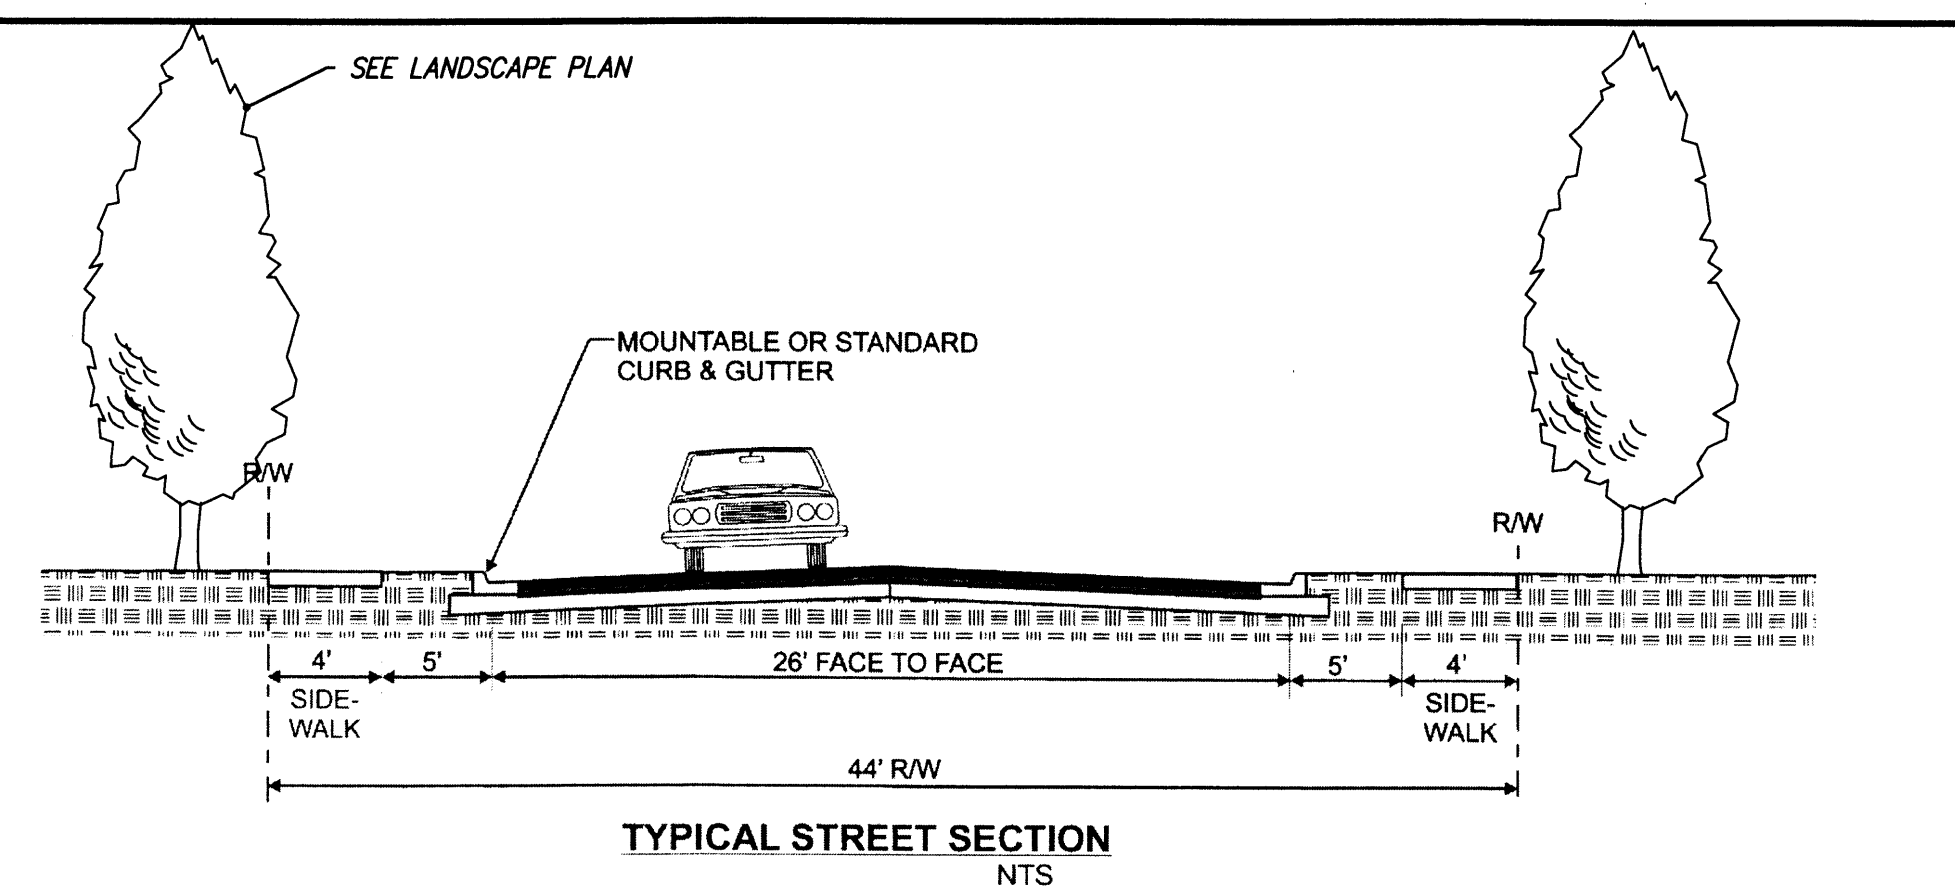 SEE LANDSCAPE PLAN
MOUNTABLE OR STANDARD
CURB & GUTTER
R/W
R/W
4'
5'
26' FACE TO FACE
5'
4'
SIDE-
WALK
SIDE-
WALK
44' R/W
TYPICAL STREET SECTION
NTS